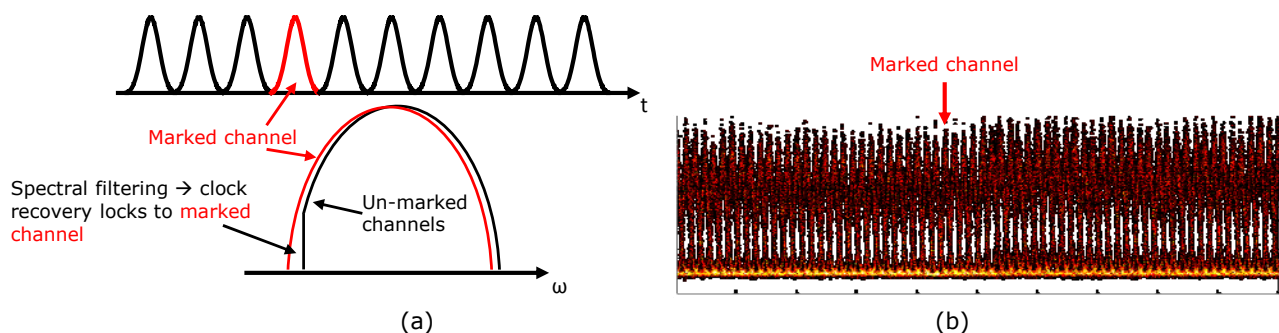 t
Marked channel
Spectral filtering → clock
recovery locks to marked
channel
Un-marked
channels
ω
(a)
Marked channel
(b)